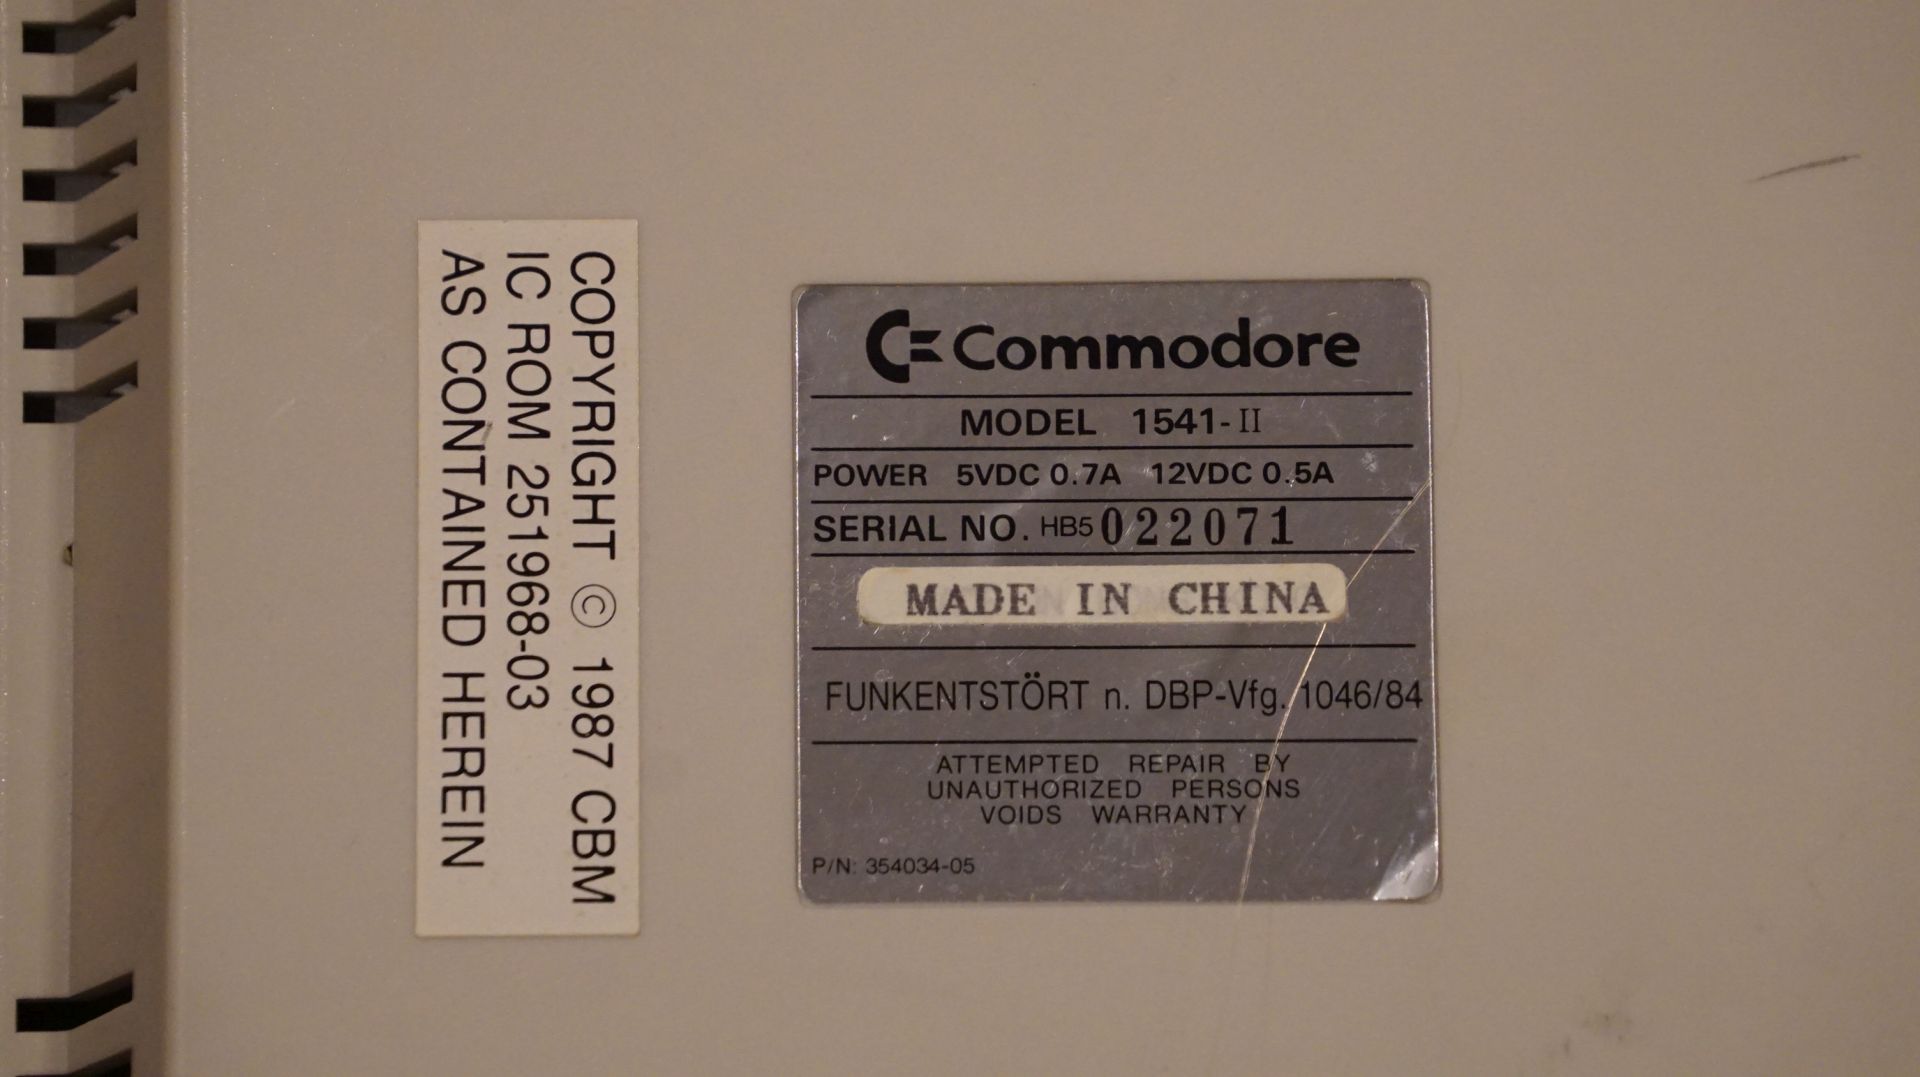 COPYRIGHT © 1987 CBM
IC ROM 251968-03
AS CONTAINED HEREIN
Commodore
MODEL 1541-II
POWER 5VDC 0.7A 12VDC 0.5A
SERIAL NO. HB5 022071
MADE IN CHINA
FUNKENTSTÖRT n. DBP-Vfg. 1046/84
ATTEMPTED REPAIR BY
UNAUTHORIZED PERSONS
VOIDS WARRANTY
P/N: 354034-05